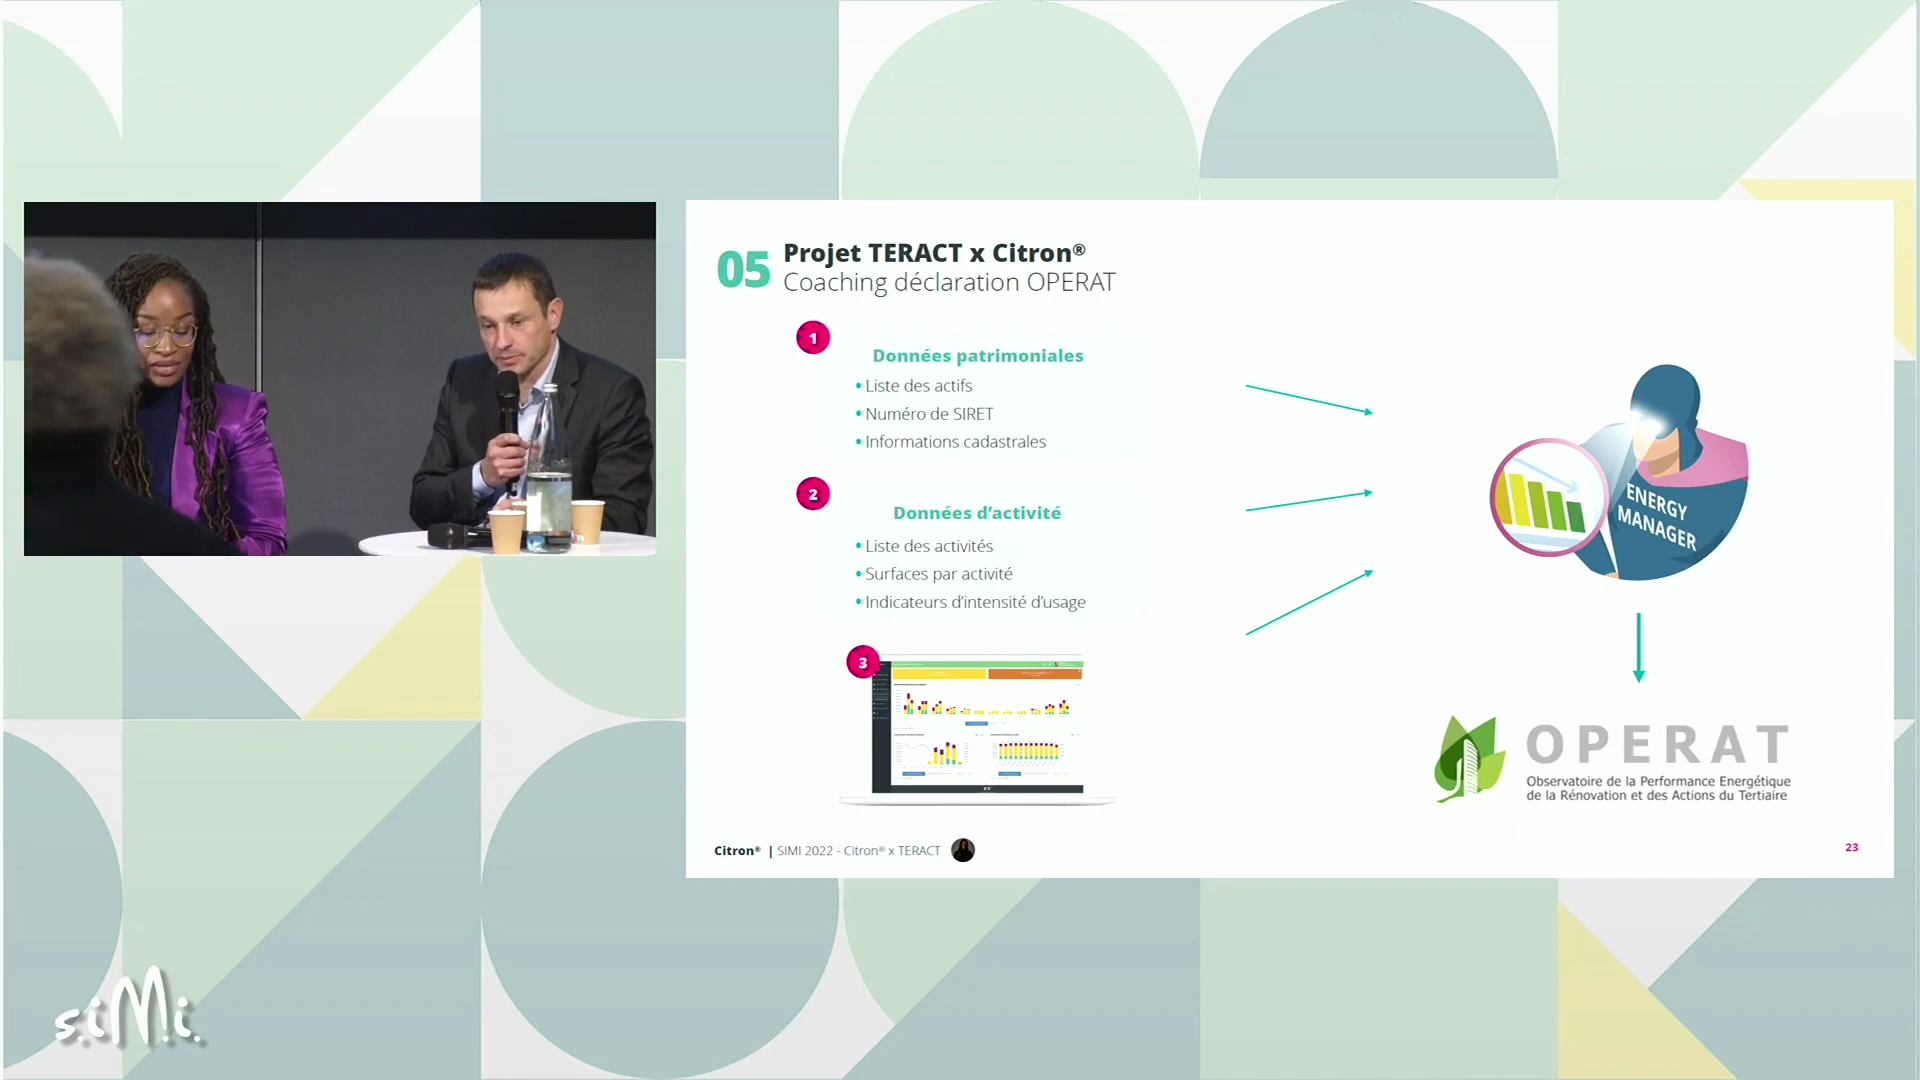 05
Projet TERACT x Citron®
Coaching déclaration OPERAT
1
Données patrimoniales
• Liste des actifs
• Numéro de SIRET
• Informations cadastrales
2
Données d’activité
• Liste des activités
• Surfaces par activité
• Indicateurs d’intensité d’usage
3
ENERGY
MANAGER
OPERAT
Observatoire de la Performance Energétique
de la Rénovation et des Actions du Tertiaire
Citron® | SIMI 2022 - Citron® x TERACT
23
siMi.